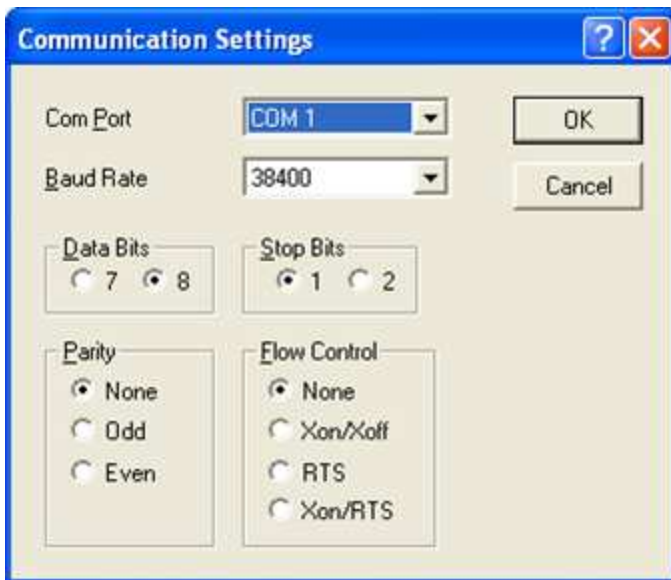 Communication Settings
Com Port
COM 1
OK
Baud Rate
38400
Cancel
Data Bits
7 8
Stop Bits
1 2
Parity
None
Odd
Even
Flow Control
None
Xon/Xoff
RTS
Xon/RTS